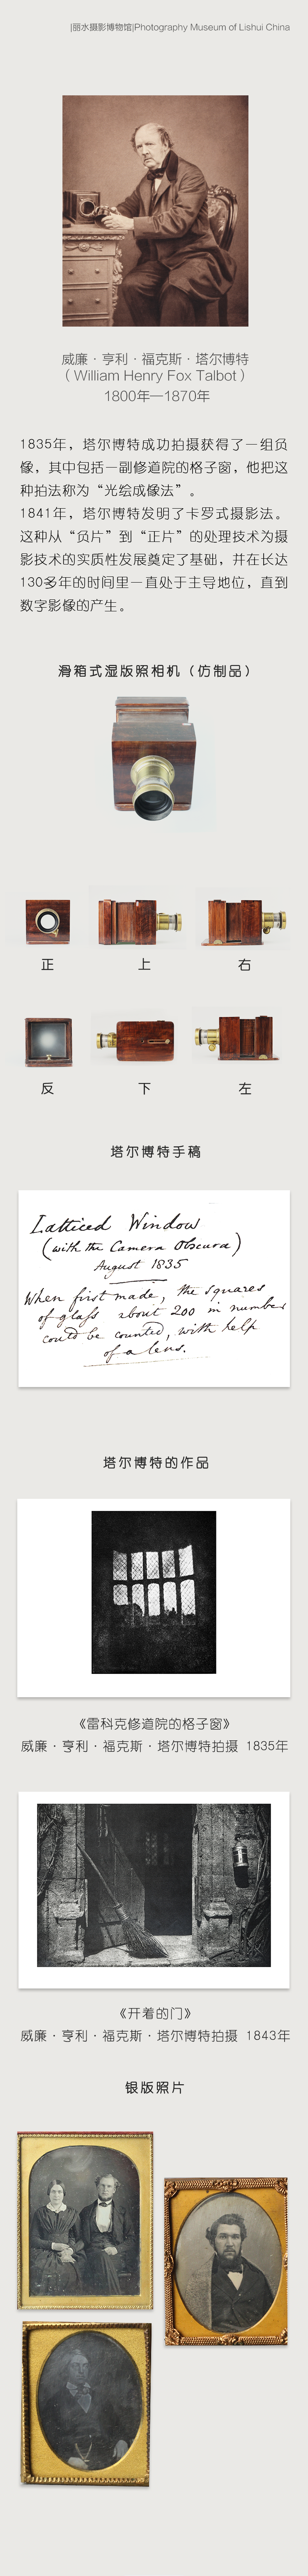 |丽水摄影博物馆|Photography Museum of Lishui China
威廉·亨利·福克斯·塔尔博特
（William Henry Fox Talbot）
1800年—1870年
1835年，塔尔博特成功拍摄获得了一组负
像，其中包括一副修道院的格子窗，他把这
种拍法称为“光绘成像法”。
1841年，塔尔博特发明了卡罗式摄影法。
这种从“负片”到“正片”的处理技术为摄
影技术的实质性发展奠定了基础，并在长达
130多年的时间里一直处于主导地位，直到
数字影像的产生。
滑箱式湿版照相机（仿制品）
正 上 右
反 下 左
塔尔博特手稿
Latticed Window
(with the Camera Obscura)
August 1835
When first made, the squares
of glass about 200 in number
could be counted, with help
of a lens.
塔尔博特的作品
《雷科克修道院的格子窗》
威廉·亨利·福克斯·塔尔博特拍摄 1835年
《开着的门》
威廉·亨利·福克斯·塔尔博特拍摄 1843年
银版照片